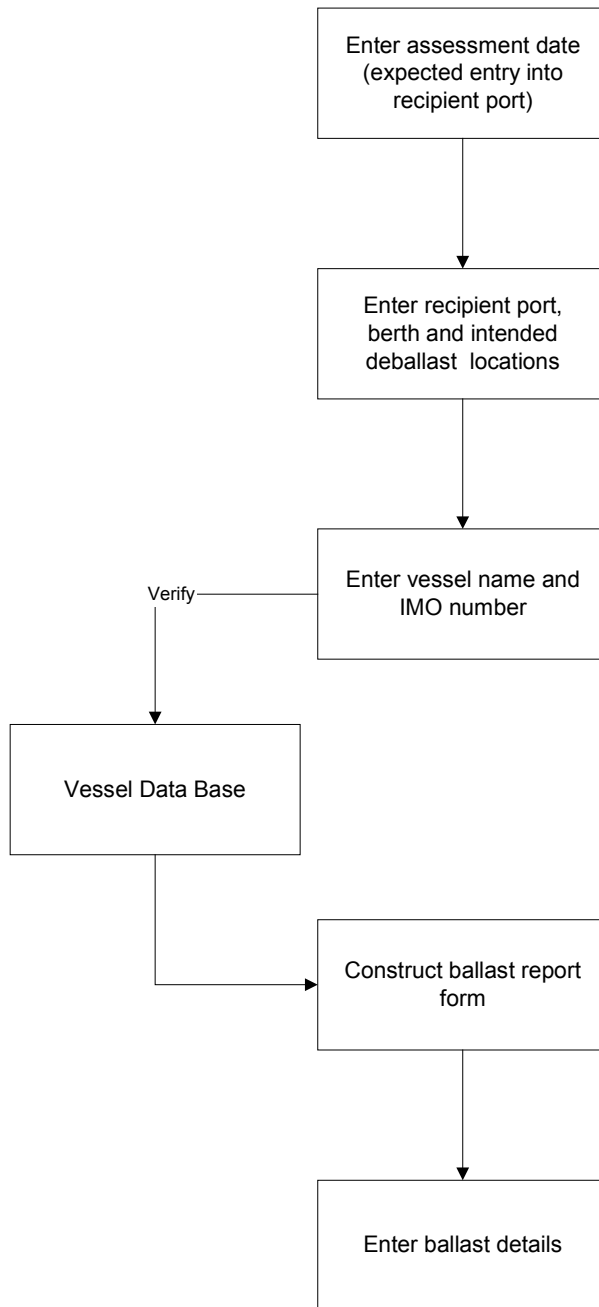 Enter assessment date
(expected entry into
recipient port)
Enter recipient port,
berth and intended
deballast locations
Enter vessel name and
IMO number
Verify
Vessel Data Base
Construct ballast report
form
Enter ballast details